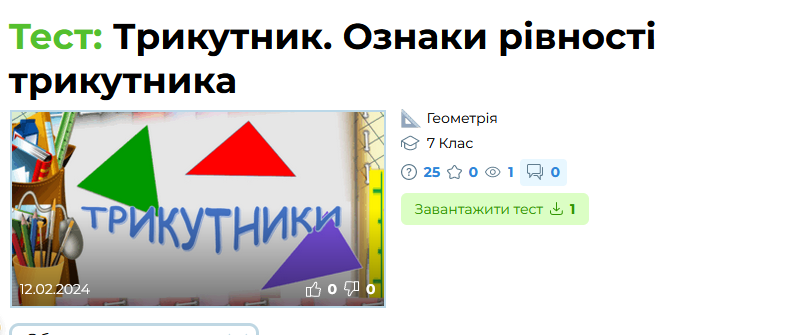 Тест: Трикутник. Ознаки рівності
трикутника
ТРИКУТНИКИ
12.02.2024
0 0
Геометрія
7 Клас
25 0 1 0
Завантажити тест 1